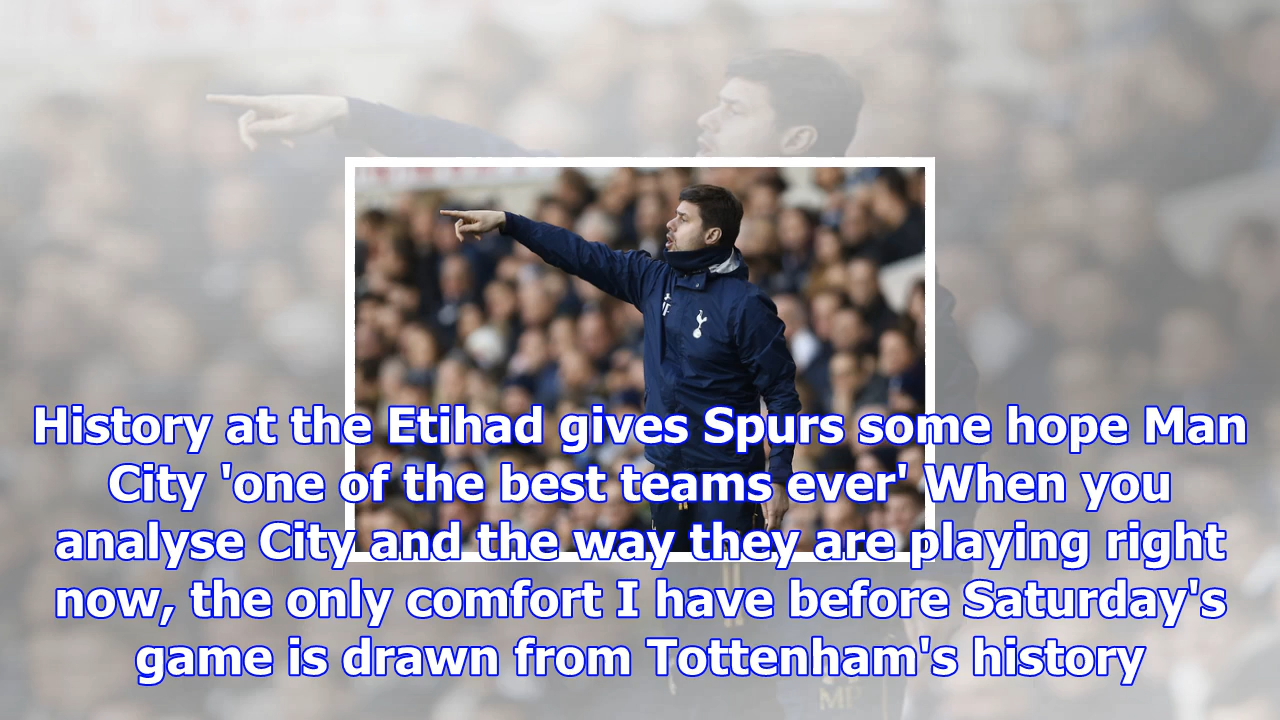 History at the Etihad gives Spurs some hope Man
City 'one of the best teams ever' When you
analyse City and the way they are playing right
now, the only comfort I have before Saturday's
game is drawn from Tottenham's history
MP